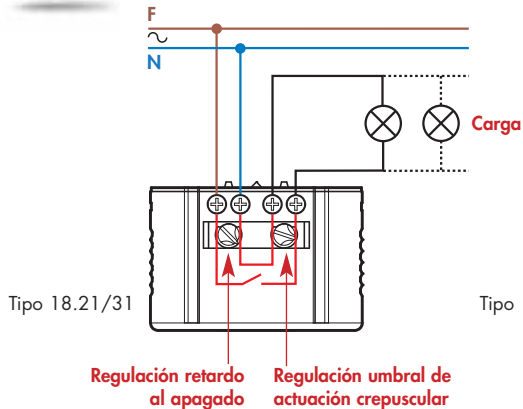 F
N
Carga
Tipo 18.21/31
Tipo
Regulación retardo
al apagado
Regulación umbral de
actuación crepuscular